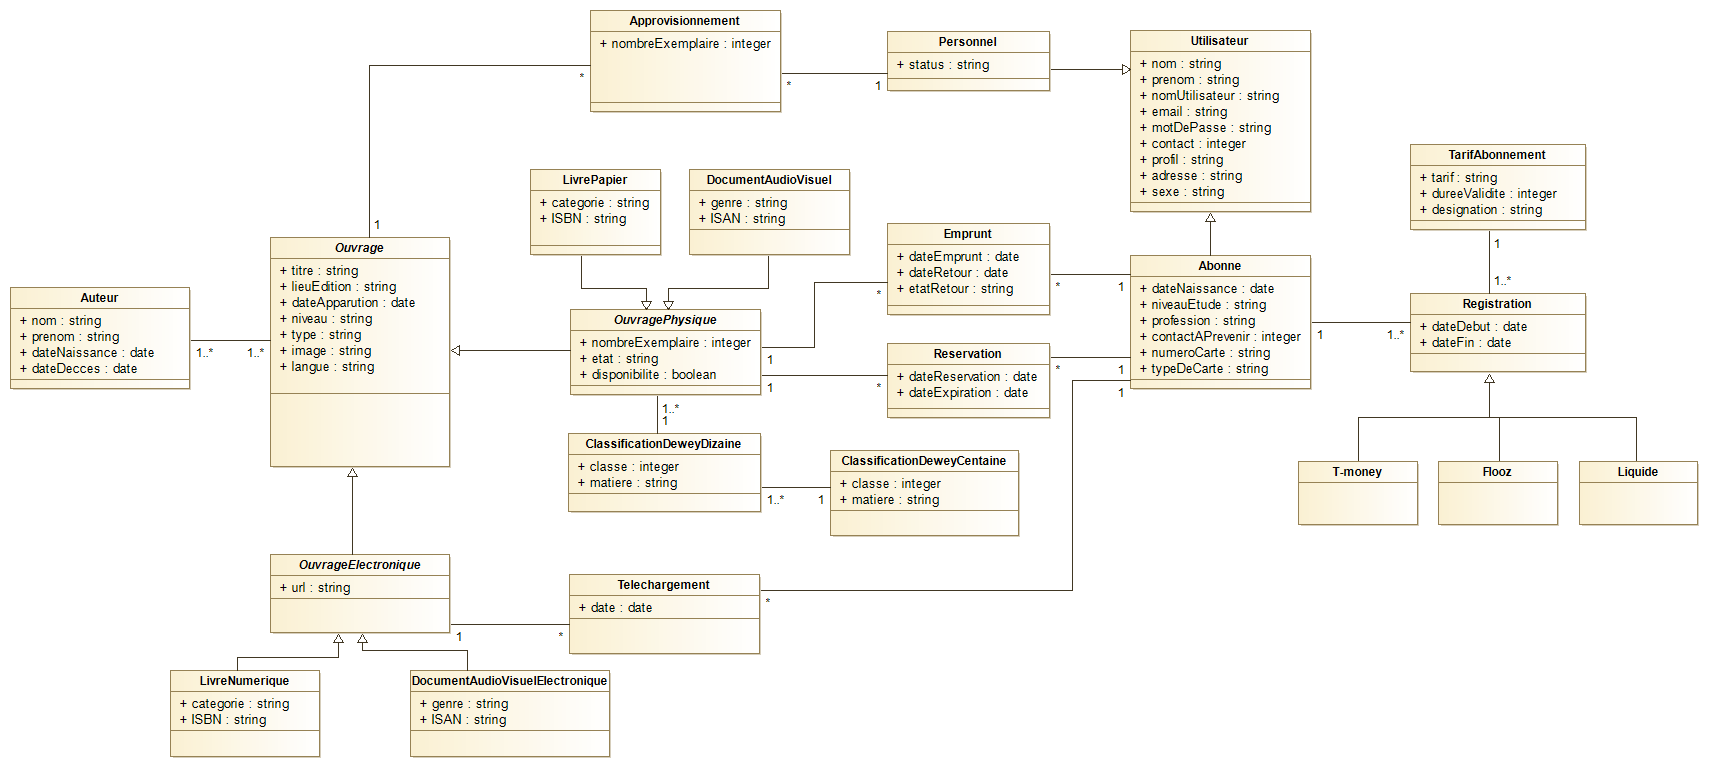 Approvisionnement
+ nombreExemplaire : integer
*
*
1
Personnel
+ status : string
1
Utilisateur
+ nom : string
+ prenom : string
+ nomUtilisateur : string
+ email : string
+ motDePasse : string
+ contact : integer
+ profil : string
+ adresse : string
+ sexe : string
TarifAbonnement
+ tarif : string
+ dureeValidite : integer
+ designation : string
1
1..*
LivrePapier
+ categorie : string
+ ISBN : string
DocumentAudioVisuel
+ genre : string
+ ISAN : string
Ouvrage
+ titre : string
+ lieuEdition : string
+ dateApparution : date
+ niveau : string
+ type : string
+ image : string
+ langue : string
Auteur
+ nom : string
+ prenom : string
+ dateNaissance : date
+ dateDecces : date
1..*
1..*
Emprunt
+ dateEmprunt : date
+ dateRetour : date
+ etatRetour : string
*
*
1
Abonne
+ dateNaissance : date
+ niveauEtude : string
+ profession : string
+ contactAPrevenir : integer
+ numeroCarte : string
+ typeDeCarte : string
1
1..*
Registration
+ dateDebut : date
+ dateFin : date
OuvragePhysique
+ nombreExemplaire : integer
+ etat : string
+ disponibilite : boolean
1
1
Reservation
+ dateReservation : date
+ dateExpiration : date
*
*
1
1
1..*
1
ClassificationDeweyDizaine
+ classe : integer
+ matiere : string
1..*
1
ClassificationDeweyCentaine
+ classe : integer
+ matiere : string
T-money
Flooz
Liquide
OuvrageElectronique
+ url : string
1
*
Telechargement
+ date : date
*
LivreNumerique
+ categorie : string
+ ISBN : string
DocumentAudioVisuelElectronique
+ genre : string
+ ISAN : string